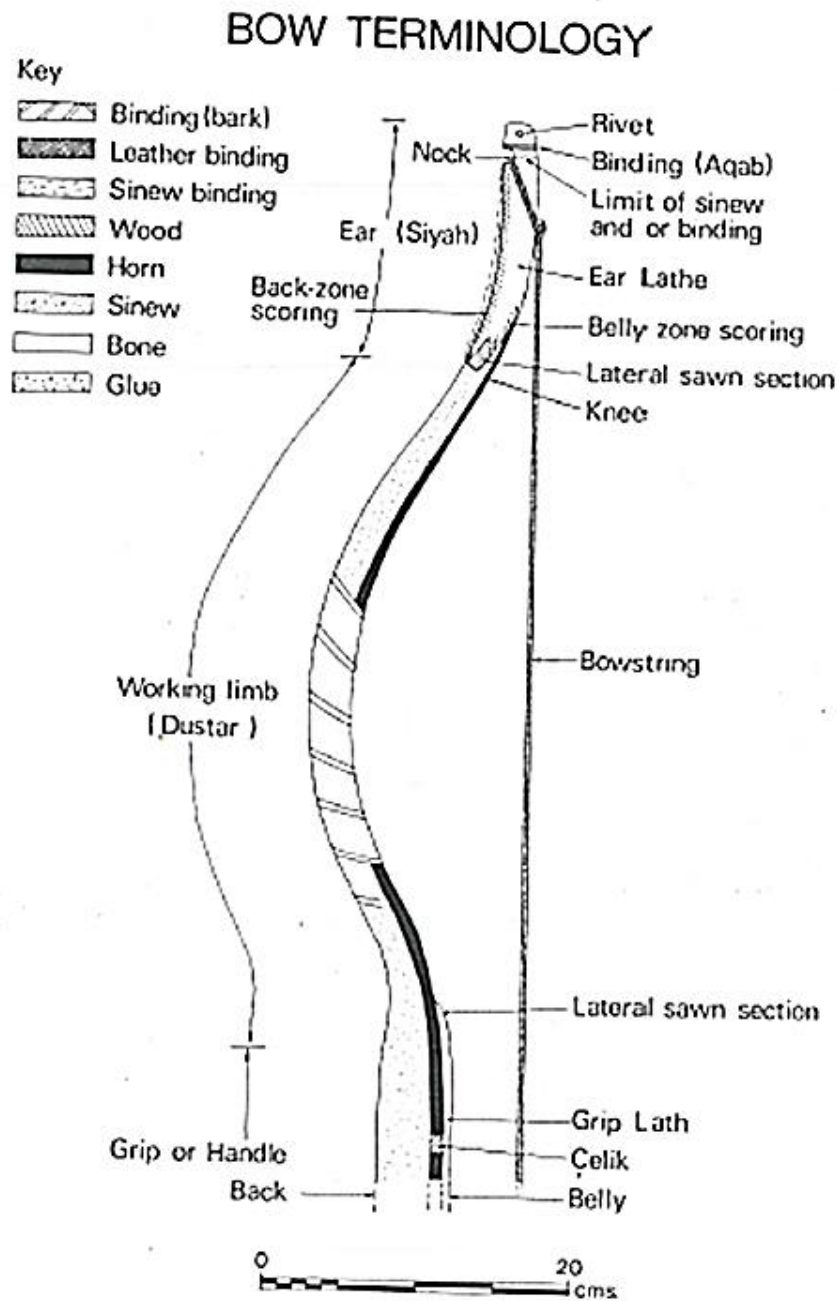 BOW TERMINOLOGY
Key
Binding (bark)
Leather binding
Sinew binding
Wood
Horn
Sinew
Bone
Glue
Ear (Siyah)
Back-zone
scoring
Working limb
(Dustar)
Grip or Handle
Back
Nock
Rivet
Binding (Aqab)
Limit of sinew
and or binding
Ear Lathe
Belly zone scoring
Lateral sawn section
Knee
Bowstring
Lateral sawn section
Grip Lath
Çelik
Belly
0 20
cms.